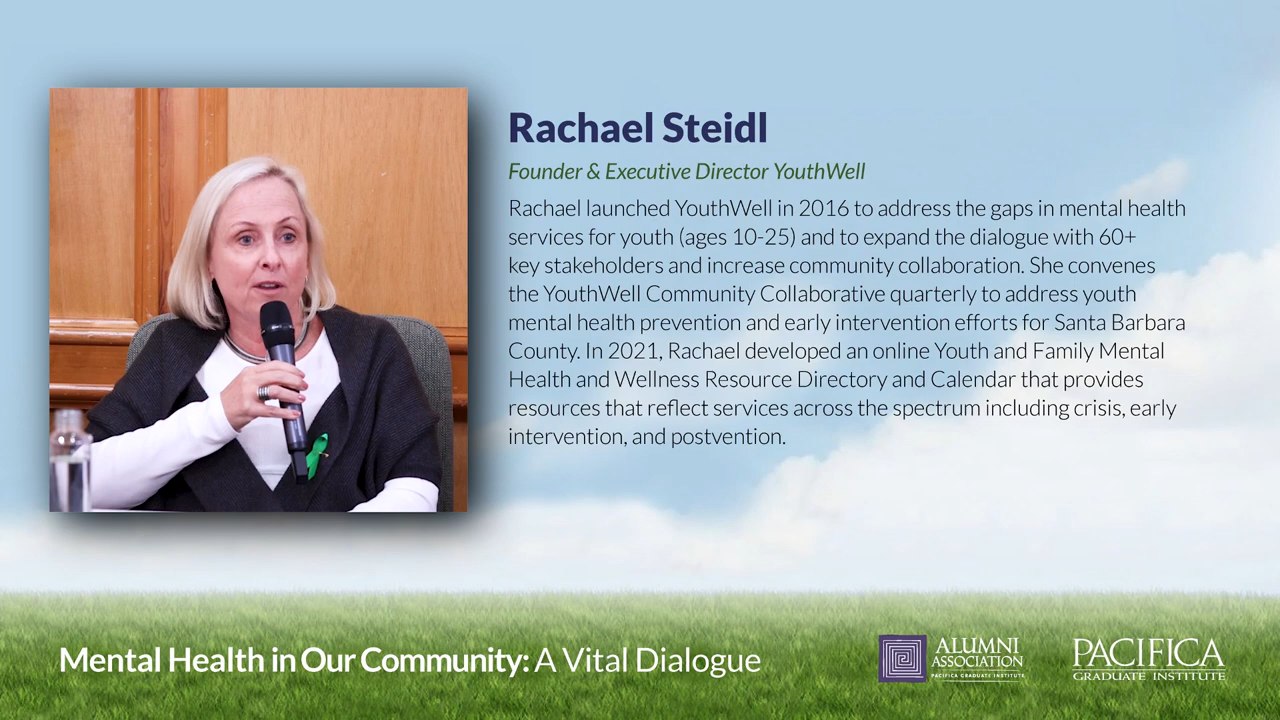 Rachael Steidl
Founder & Executive Director YouthWell
Rachael launched YouthWell in 2016 to address the gaps in mental health
services for youth (ages 10-25) and to expand the dialogue with 60+
key stakeholders and increase community collaboration. She convenes
the YouthWell Community Collaborative quarterly to address youth
mental health prevention and early intervention efforts for Santa Barbara
County. In 2021, Rachael developed an online Youth and Family Mental
Health and Wellness Resource Directory and Calendar that provides
resources that reflect services across the spectrum including crisis, early
intervention, and postvention.
Mental Health in Our Community: A Vital Dialogue
ALUMNI
ASSOCIATION
PACIFICA GRADUATE INSTITUTE
PACIFICA
GRADUATE INSTITUTE